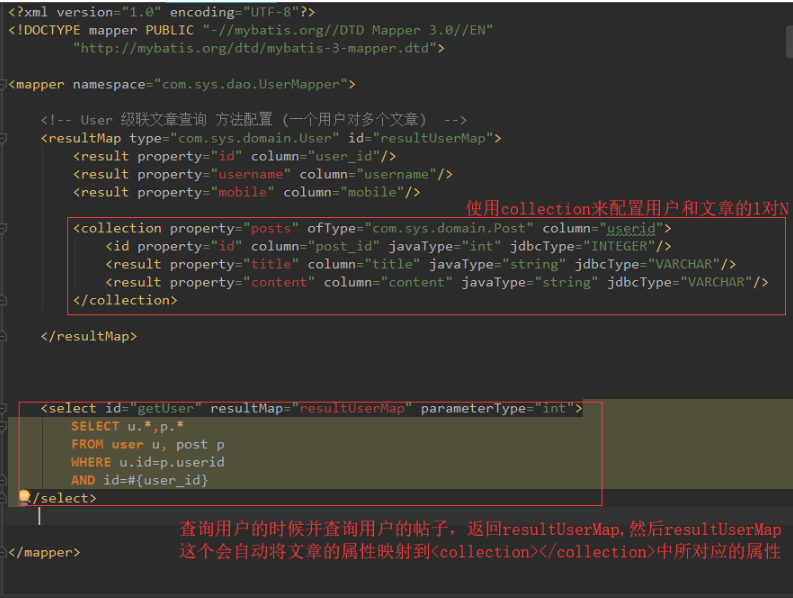 <?xml version="1.0" encoding="UTF-8"?>
<!DOCTYPE mapper PUBLIC "-//mybatis.org//DTD Mapper 3.0//EN"
"http://mybatis.org/dtd/mybatis-3-mapper.dtd">
<mapper namespace="com.sys.dao.UserMapper">
<!-- User 级联文章查询 方法配置 (一个用户对多个文章) -->
<resultMap type="com.sys.domain.User" id="resultUserMap">
<result property="id" column="user_id"/>
<result property="username" column="username"/>
<result property="mobile" column="mobile"/>
使用collection来配置用户和文章的1对N
<collection property="posts" ofType="com.sys.domain.Post" column="userid">
<id property="id" column="post_id" javaType="int" jdbcType="INTEGER"/>
<result property="title" column="title" javaType="string" jdbcType="VARCHAR"/>
<result property="content" column="content" javaType="string" jdbcType="VARCHAR"/>
</collection>
</resultMap>
<select id="getUser" resultMap="resultUserMap" parameterType="int">
SELECT u.*,p.*
FROM user u, post p
WHERE u.id=p.userid
AND id=#{user_id}
/select>
查询用户的时候并查询用户的帖子，返回resultUserMap,然后resultUserMap
这个会自动将文章的属性映射到<collection></collection>中所对应的属性
</mapper>